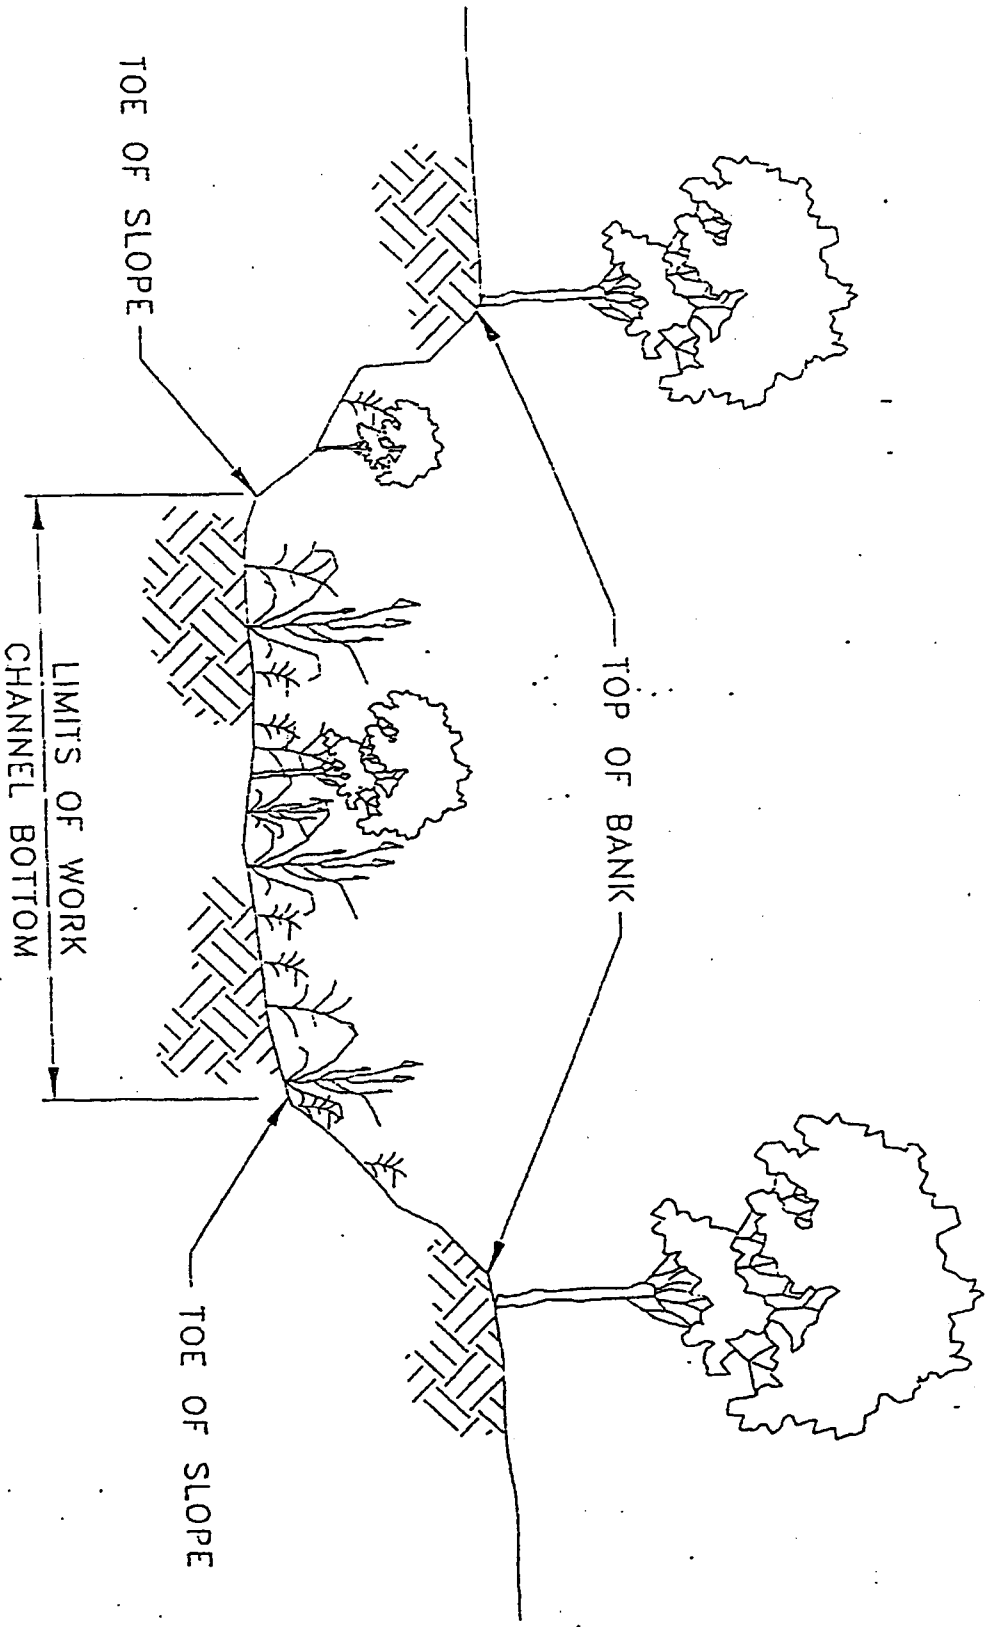 TOP OF BANK
TOE OF SLOPE
TOE OF SLOPE
LIMITS OF WORK
CHANNEL BOTTOM